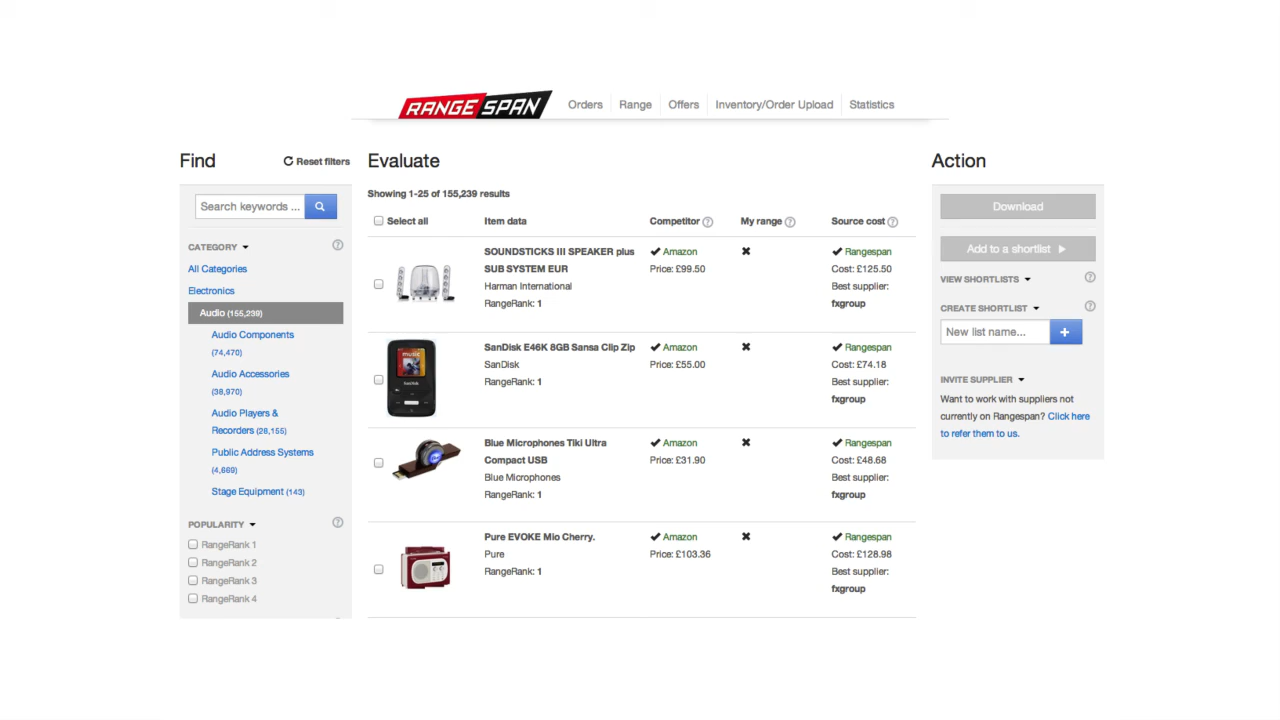 RANGESPAN
Orders Range Offers Inventory/Order Upload Statistics
Find
Reset filters
Search keywords ...
CATEGORY
All Categories
Electronics
Audio (155,239)
Audio Components
(74,470)
Audio Accessories
(38,970)
Audio Players &
Recorders (28,155)
Public Address Systems
(4,669)
Stage Equipment (143)
POPULARITY
RangeRank 1
RangeRank 2
RangeRank 3
RangeRank 4
Evaluate
Showing 1-25 of 155,239 results
Select all Item data Competitor ? My range ? Source cost ?
SOUNDSTICKS III SPEAKER plus
SUB SYSTEM EUR
Harman International
RangeRank: 1
Amazon
Price: £99.50
Rangespan
Cost: £125.50
Best supplier:
fxgroup
SanDisk E46K 8GB Sansa Clip Zip
SanDisk
RangeRank: 1
Amazon
Price: £55.00
Rangespan
Cost: £74.18
Best supplier:
fxgroup
Blue Microphones Tiki Ultra
Compact USB
Blue Microphones
RangeRank: 1
Amazon
Price: £31.90
Rangespan
Cost: £48.68
Best supplier:
fxgroup
Pure EVOKE Mio Cherry.
Pure
RangeRank: 1
Amazon
Price: £103.36
Rangespan
Cost: £128.98
Best supplier:
fxgroup
Action
Download
Add to a shortlist
VIEW SHORTLISTS
CREATE SHORTLIST
New list name...
INVITE SUPPLIER
Want to work with suppliers not
currently on Rangespan? Click here
to refer them to us.